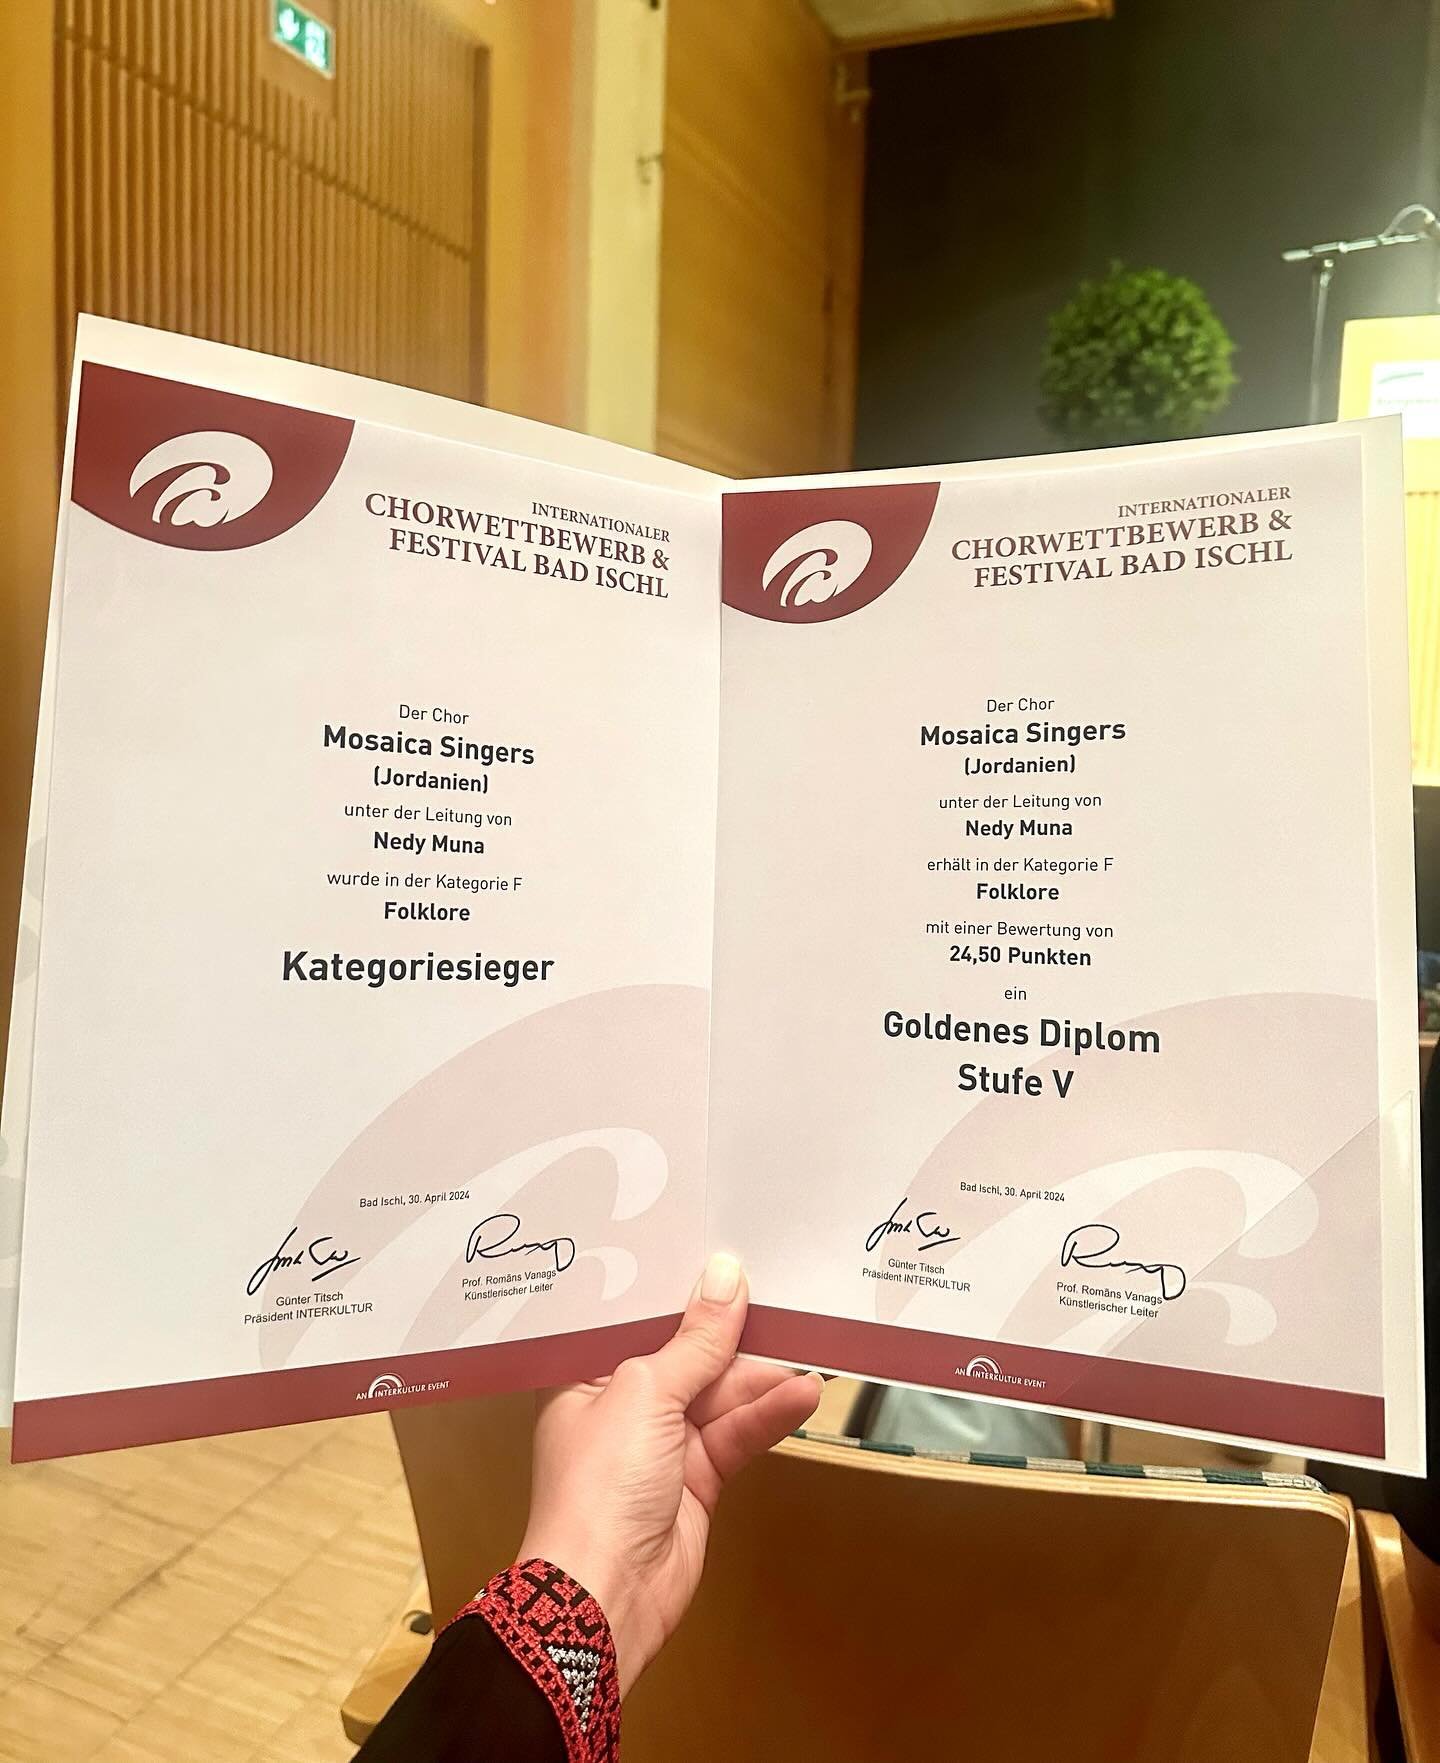 INTERNATIONALER
CHORWETTBEWERB &
FESTIVAL BAD ISCHL
Der Chor
Mosaica Singers
(Jordanien)
unter der Leitung von
Nedy Muna
wurde in der Kategorie F
Folklore
Kategoriesieger
Bad Ischl, 30. April 2024
Günter Titsch
Präsident INTERKULTUR
Prof. Romāns Vanags
Künstlerischer Leiter
AN INTERKULTUR EVENT
INTERNATIONALER
CHORWETTBEWERB &
FESTIVAL BAD ISCHL
Der Chor
Mosaica Singers
(Jordanien)
unter der Leitung von
Nedy Muna
erhält in der Kategorie F
Folklore
mit einer Bewertung von
24,50 Punkten
ein
Goldenes Diplom
Stufe V
Bad Ischl, 30. April 2024
Günter Titsch
Präsident INTERKULTUR
Prof. Romāns Vanags
Künstlerischer Leiter
AN INTERKULTUR EVENT